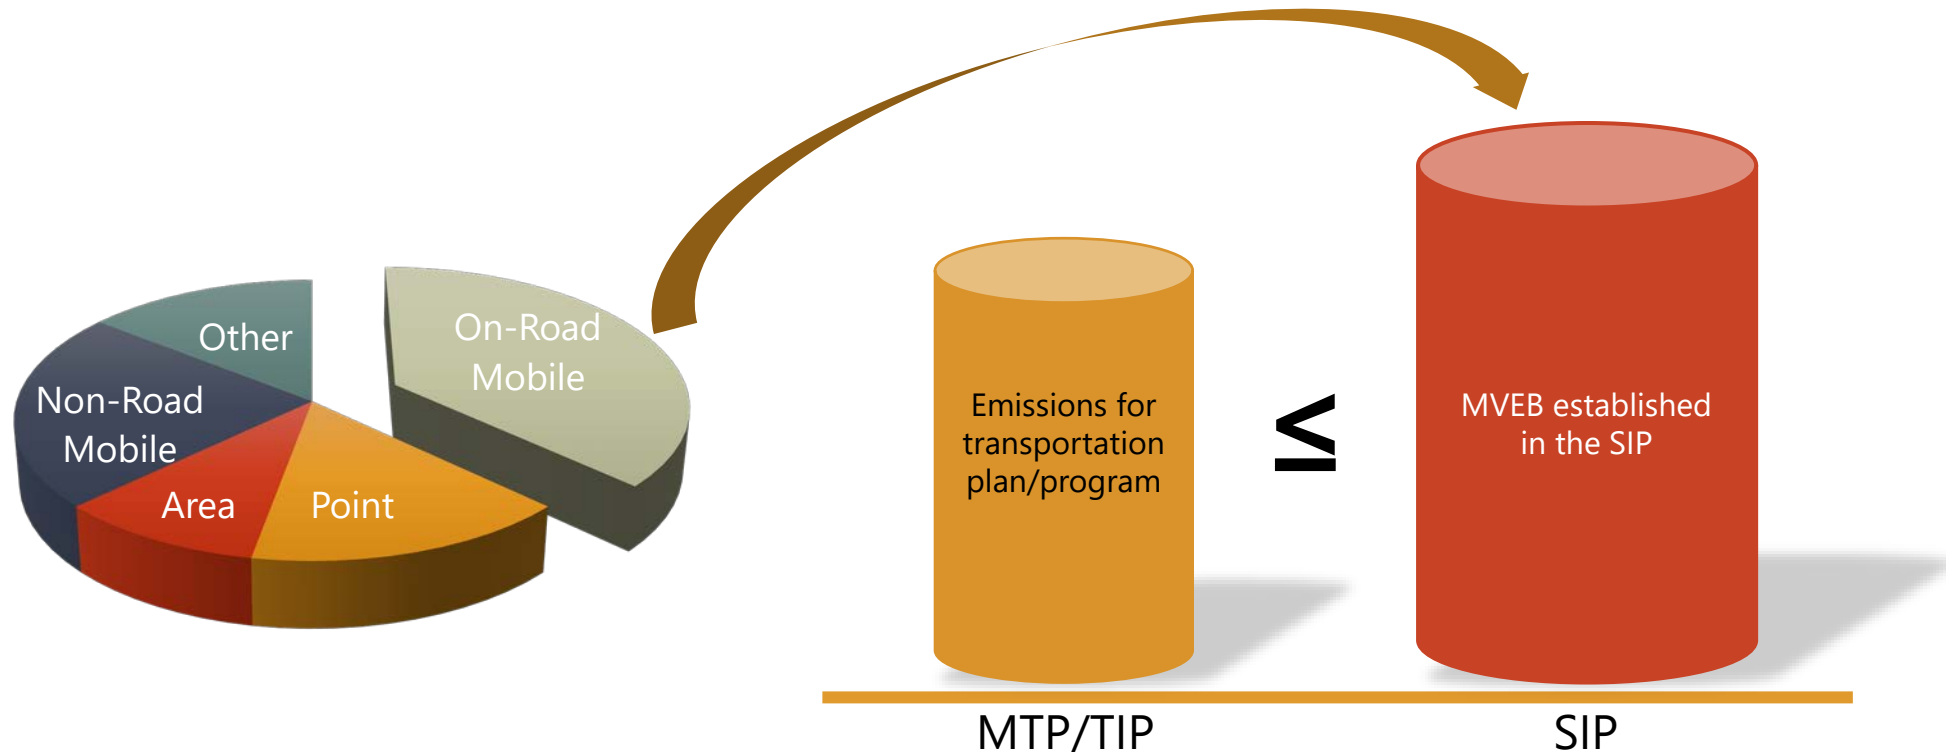 Other
On-Road
Mobile
Non-Road
Mobile
Area
Point
Emissions for
transportation
plan/program
≤
MVEB established
in the SIP
MTP/TIP
SIP